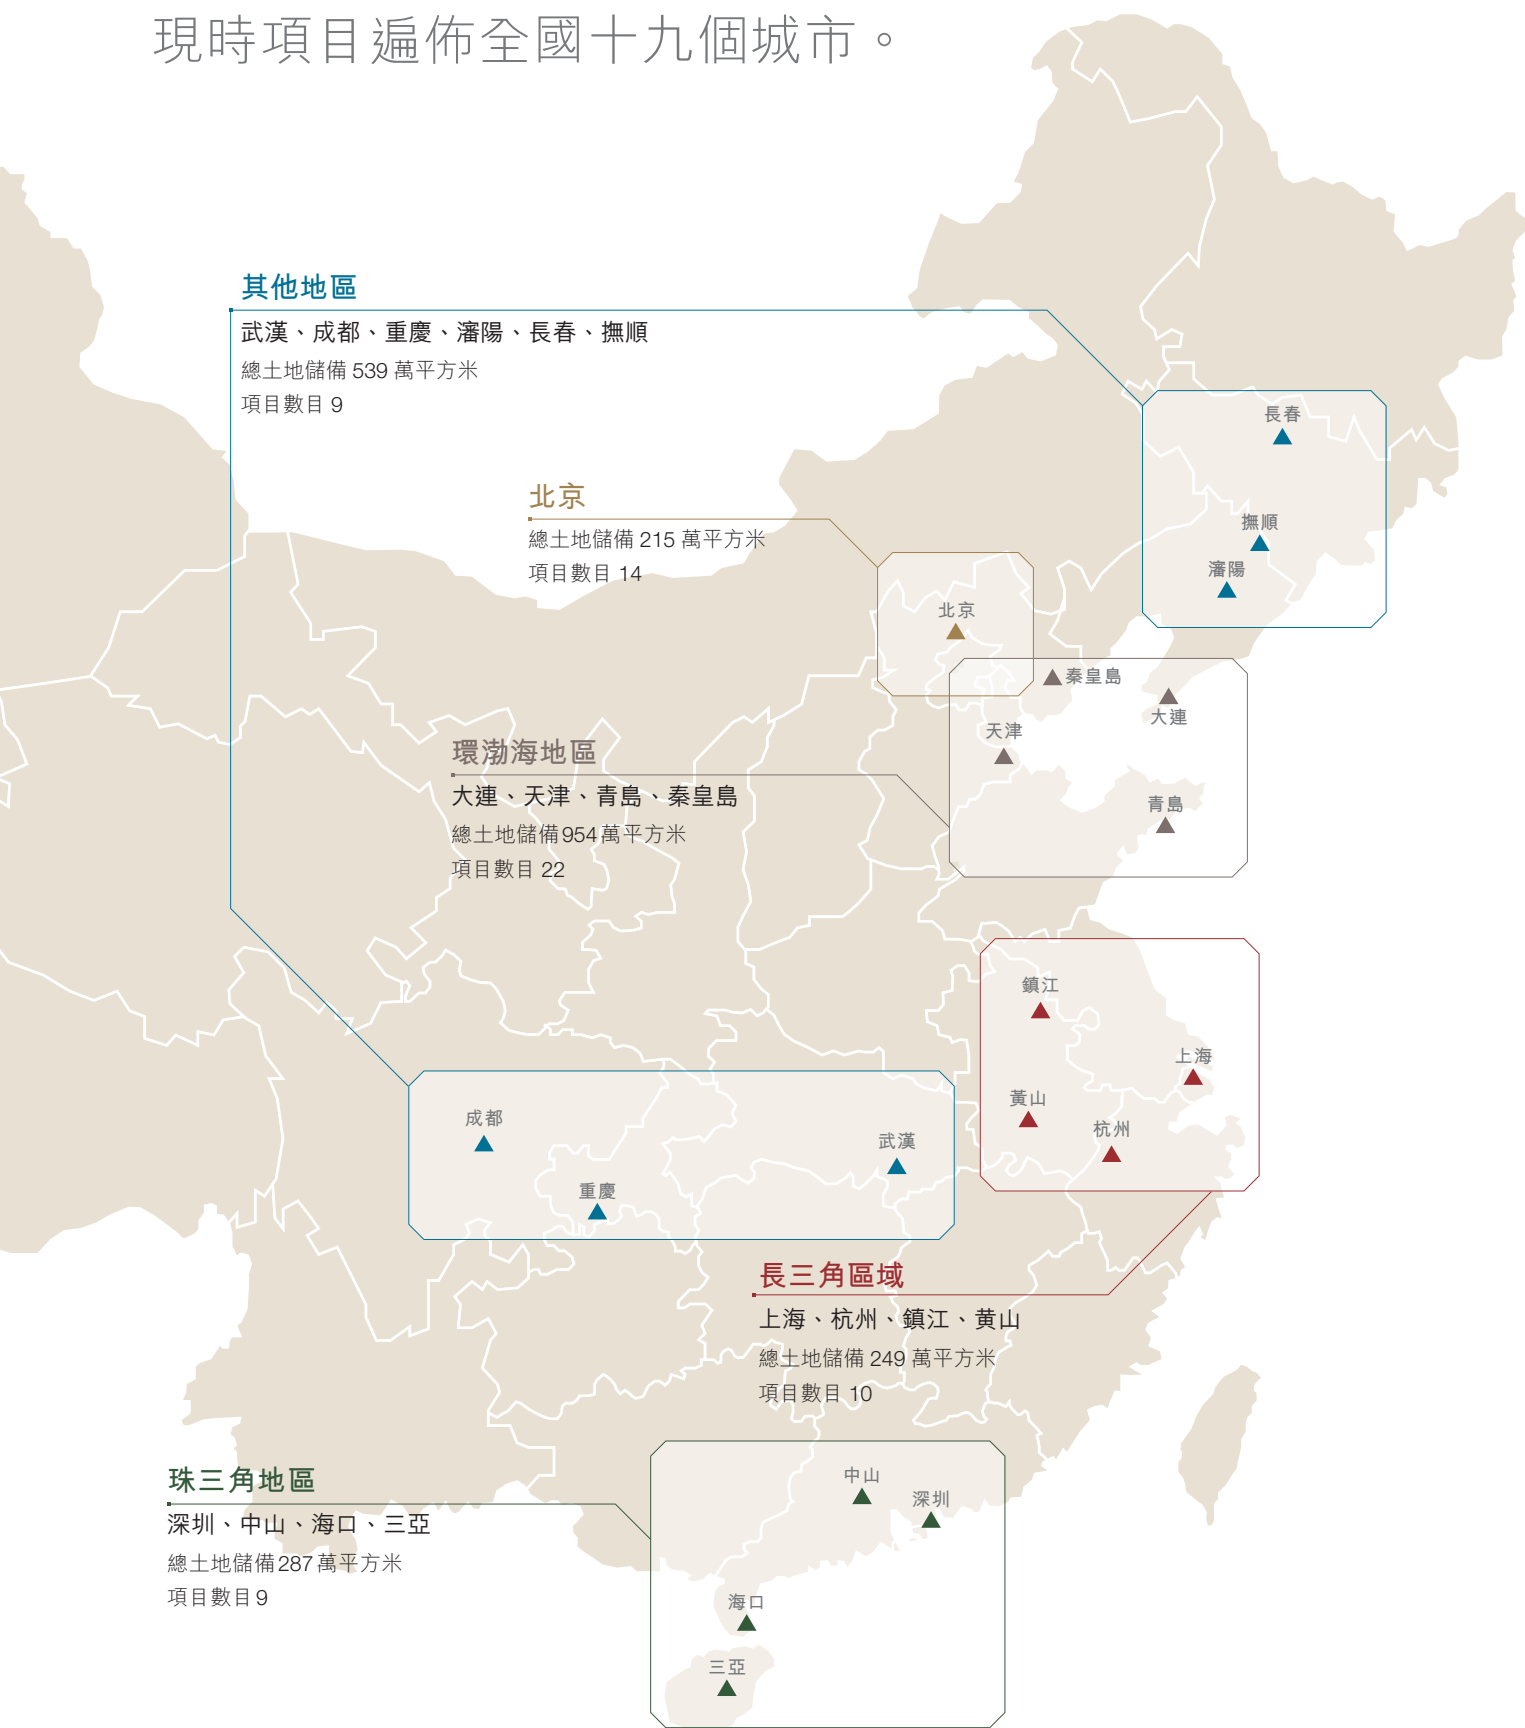 現時項目遍佈全國十九個城市。
其他地區
武漢、成都、重慶、瀋陽、長春、撫順
總土地儲備 539 萬平方米
項目數目 9
長春
撫順
瀋陽
北京
總土地儲備 215 萬平方米
項目數目 14
北京
秦皇島
大連
天津
青島
環渤海地區
大連、天津、青島、秦皇島
總土地儲備954萬平方米
項目數目 22
鎮江
上海
黃山
杭州
成都
武漢
重慶
長三角區域
上海、杭州、鎮江、黄山
總土地儲備 249 萬平方米
項目數目 10
珠三角地區
深圳、中山、海口、三亞
總土地儲備287萬平方米
項目數目9
中山
深圳
海口
三亞